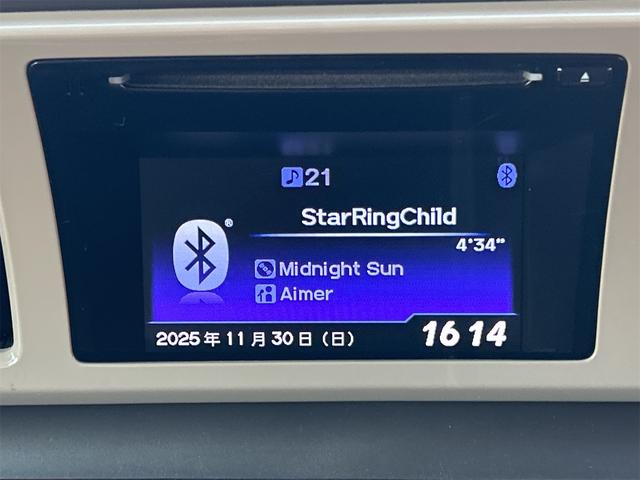 21
StarRingChild
4'34"
Midnight Sun
Aimer
2025年11月30日(日) 16 14